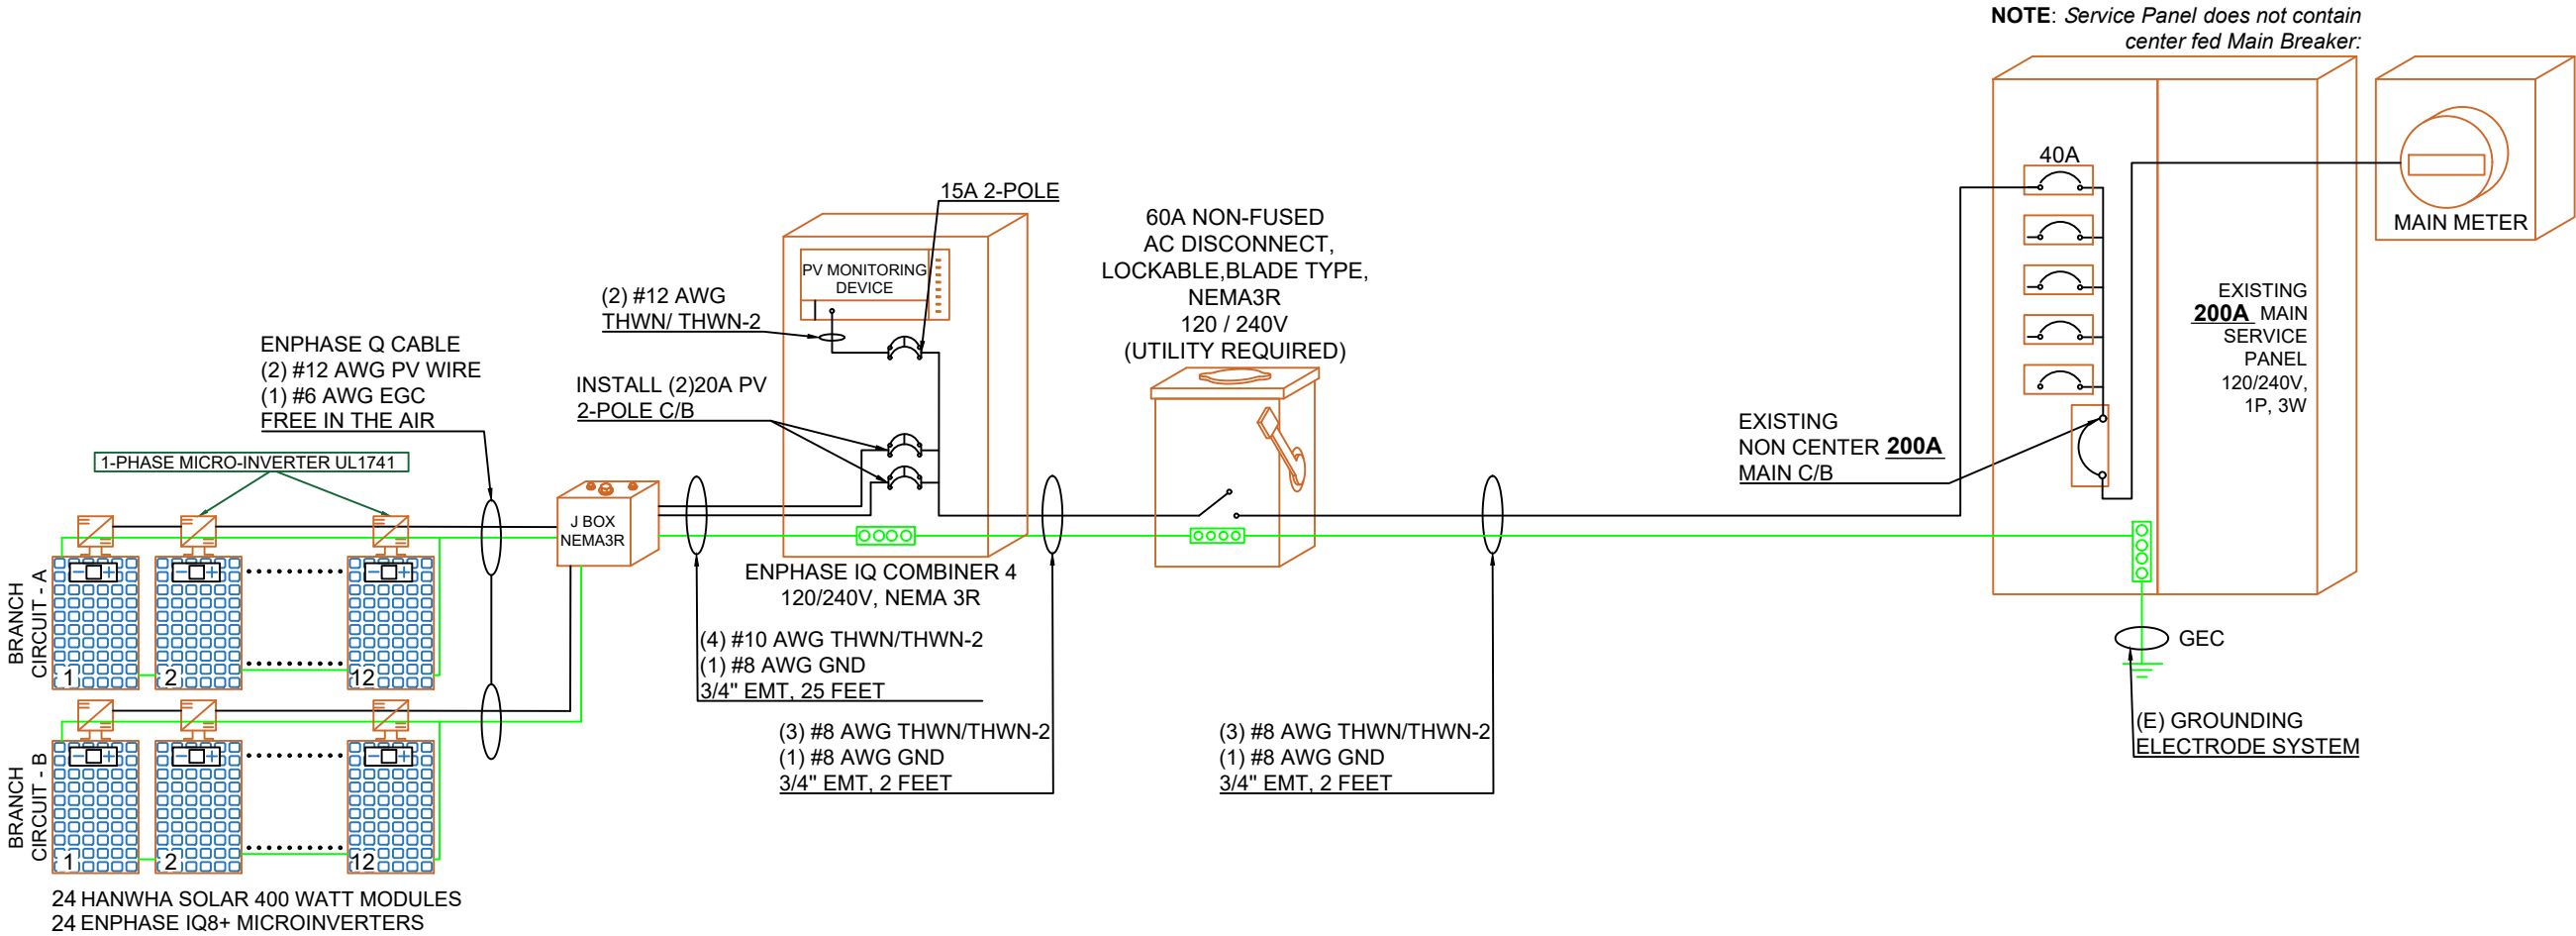 NOTE: Service Panel does not contain
center fed Main Breaker:
40A
MAIN METER
EXISTING
200A MAIN
SERVICE
PANEL
120/240V,
1P, 3W
EXISTING
NON CENTER 200A
MAIN C/B
GEC
(E) GROUNDING
ELECTRODE SYSTEM
15A 2-POLE
60A NON-FUSED
AC DISCONNECT,
LOCKABLE,BLADE TYPE,
NEMA3R
120 / 240V
(UTILITY REQUIRED)
PV MONITORING
DEVICE
(2) #12 AWG
THWN/ THWN-2
INSTALL (2)20A PV
2-POLE C/B
ENPHASE Q CABLE
(2) #12 AWG PV WIRE
(1) #6 AWG EGC
FREE IN THE AIR
1-PHASE MICRO-INVERTER UL1741
J BOX
NEMA3R
ENPHASE IQ COMBINER 4
120/240V, NEMA 3R
(4) #10 AWG THWN/THWN-2
(1) #8 AWG GND
3/4" EMT, 25 FEET
(3) #8 AWG THWN/THWN-2
(1) #8 AWG GND
3/4" EMT, 2 FEET
(3) #8 AWG THWN/THWN-2
(1) #8 AWG GND
3/4" EMT, 2 FEET
BRANCH
CIRCUIT - A
1
2
12
BRANCH
CIRCUIT - B
1
2
12
24 HANWHA SOLAR 400 WATT MODULES
24 ENPHASE IQ8+ MICROINVERTERS